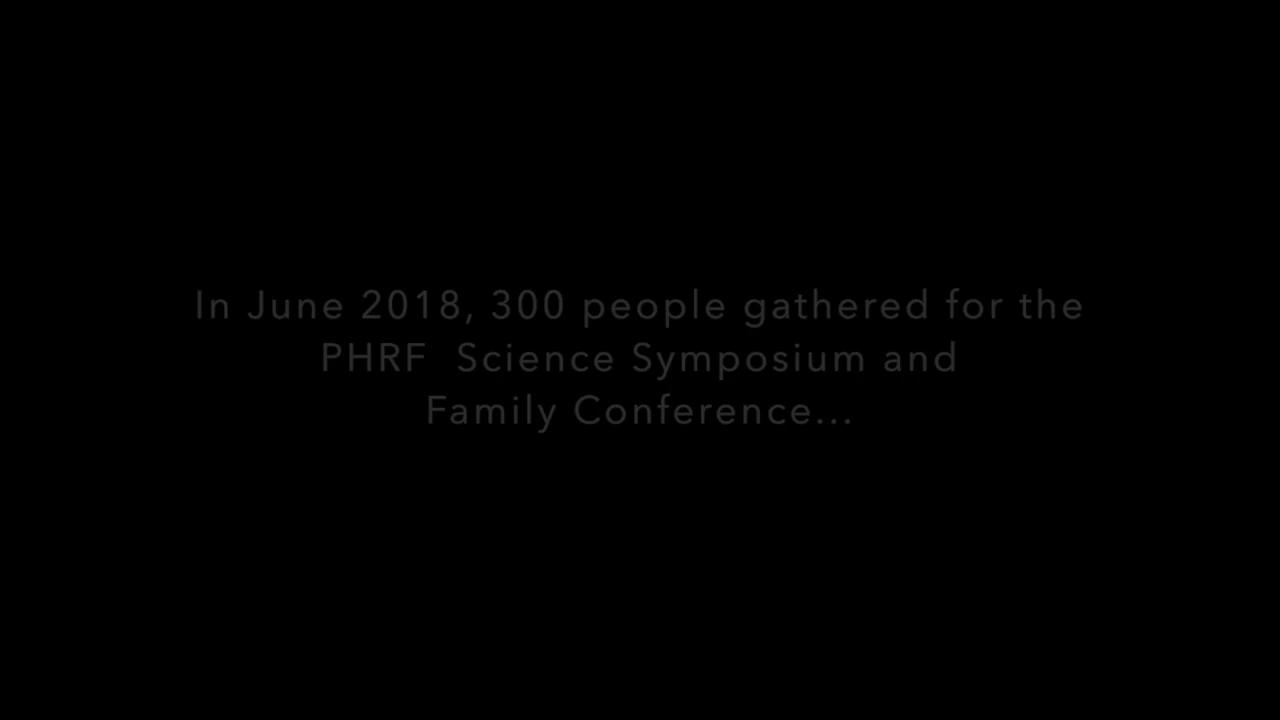 In June 2018, 300 people gathered for the
PHRF  Science Symposium and
Family Conference...